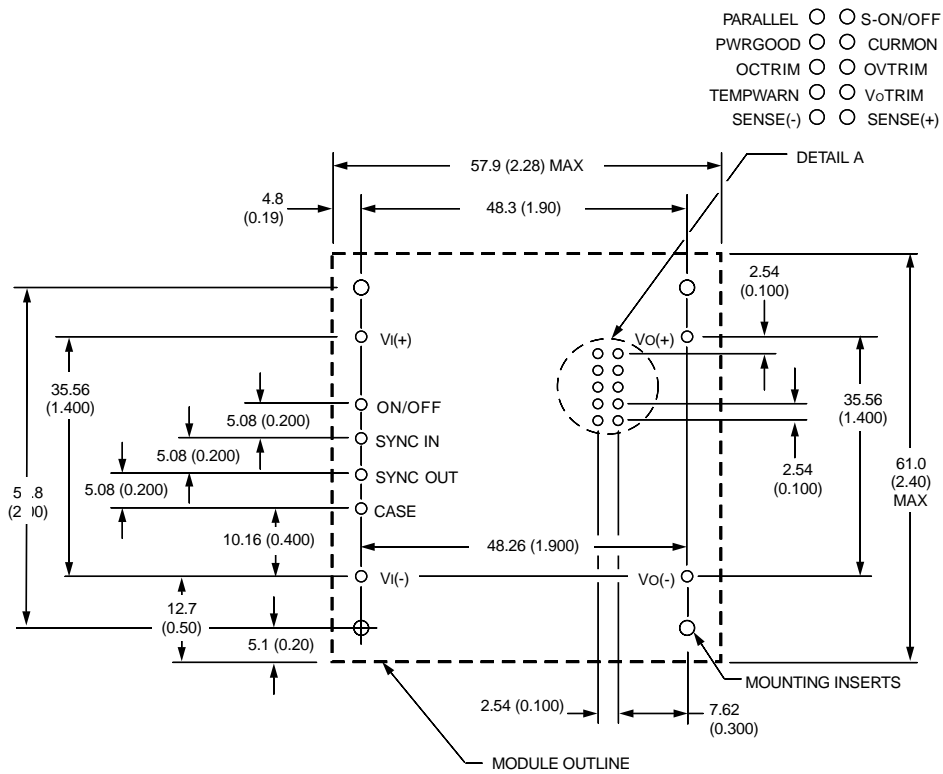 PARALLEL S-ON/OFF
PWRGOOD CURMON
OCTRIM OVTRIM
TEMPWARN VOTRIM
SENSE(-) SENSE(+)
DETAIL A
57.9 (2.28) MAX
4.8
(0.19)
48.3 (1.90)
2.54
(0.100)
VI(+)
VO(+)
35.56
(1.400)
35.56
(1.400)
ON/OFF
5.08 (0.200)
SYNC IN
5.08 (0.200)
SYNC OUT
5.08 (0.200)
2.54
(0.100)
61.0
(2.40)
MAX
CASE
10.16 (0.400)
48.26 (1.900)
VI(-)
VO(-)
12.7
(0.50)
5.1 (0.20)
MOUNTING INSERTS
2.54 (0.100)
7.62
(0.300)
MODULE OUTLINE